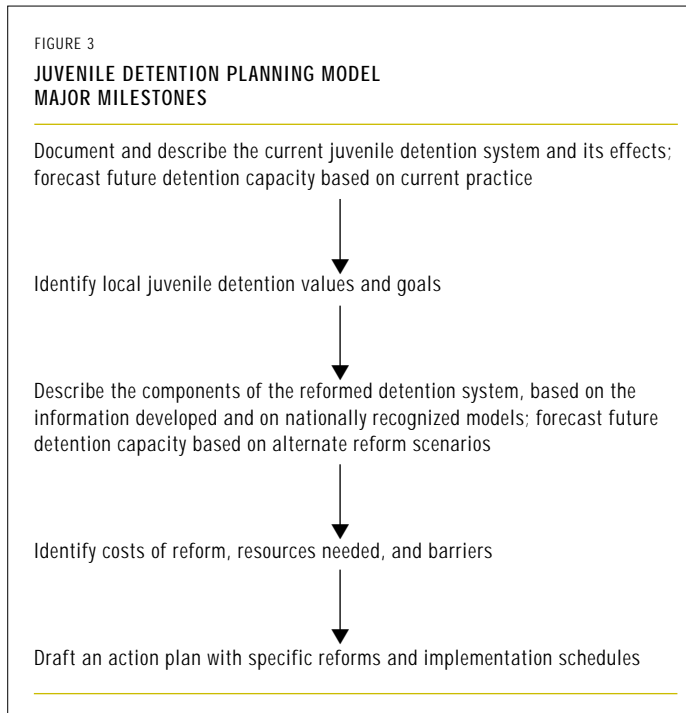 FIGURE 3
JUVENILE DETENTION PLANNING MODEL
MAJOR MILESTONES
Document and describe the current juvenile detention system and its effects;
forecast future detention capacity based on current practice
Identify local juvenile detention values and goals
Describe the components of the reformed detention system, based on the
information developed and on nationally recognized models; forecast future
detention capacity based on alternate reform scenarios
Identify costs of reform, resources needed, and barriers
Draft an action plan with specific reforms and implementation schedules